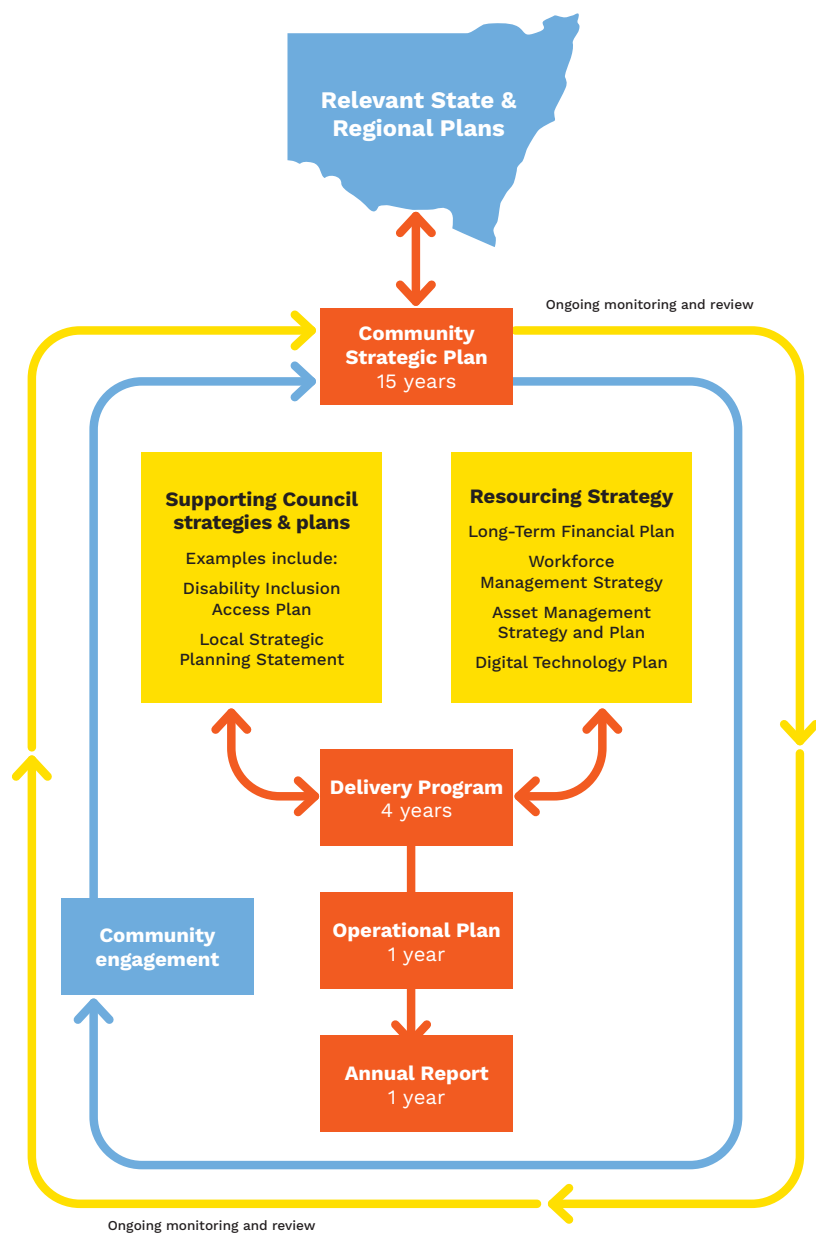 Relevant State &
Regional Plans
Ongoing monitoring and review
Community
Strategic Plan
15 years
Supporting Council
strategies & plans
Examples include:
Disability Inclusion
Access Plan
Local Strategic
Planning Statement
Resourcing Strategy
Long-Term Financial Plan
Workforce
Management Strategy
Asset Management
Strategy and Plan
Digital Technology Plan
Delivery Program
4 years
Community
engagement
Operational Plan
1 year
Annual Report
1 year
Ongoing monitoring and review